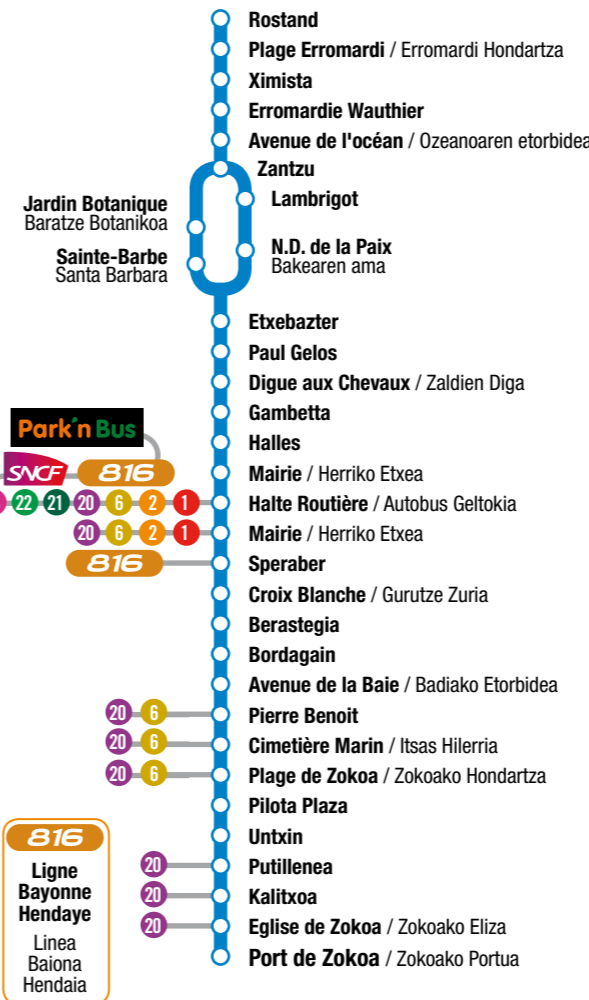 Rostand
Plage Erromardi / Erromardi Hondartza
Ximista
Erromardie Wauthier
Avenue de l'océan / Ozeanoaren etorbidea
Zantzu
Lambrigot
Jardin Botanique
Baratze Botanikoa
N.D. de la Paix
Bakearen ama
Sainte-Barbe
Santa Barbara
Etxebazter
Paul Gelos
Digue aux Chevaux / Zaldien Diga
Gambetta
Park'n Bus
Halles
SNCF 816 Mairie / Herriko Etxea
22 21 20 6 2 1 Halte Routière / Autobus Geltokia
20 6 2 1 Mairie / Herriko Etxea
816 Speraber
Croix Blanche / Gurutze Zuria
Berastegia
Bordagain
Avenue de la Baie / Badiako Etorbidea
20 6 Pierre Benoit
20 6 Cimetière Marin / Itsas Hilerria
20 6 Plage de Zokoa / Zokoako Hondartza
Pilota Plaza
Untxin
20 Putillenea
20 Kalitxoa
20 Eglise de Zokoa / Zokoako Eliza
Port de Zokoa / Zokoako Portua
816
Ligne
Bayonne
Hendaye
Linea
Baiona
Hendaia